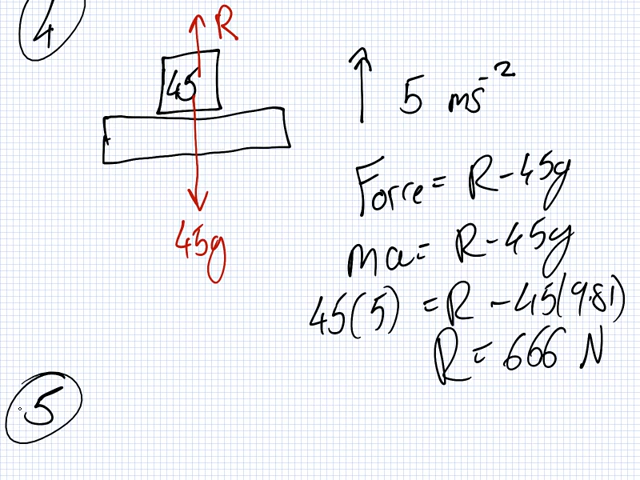 4
R
45
45g
5 ms⁻²
Force = R - 45g
ma = R - 45g
45(5) = R - 45(9.81)
R = 666 N
5